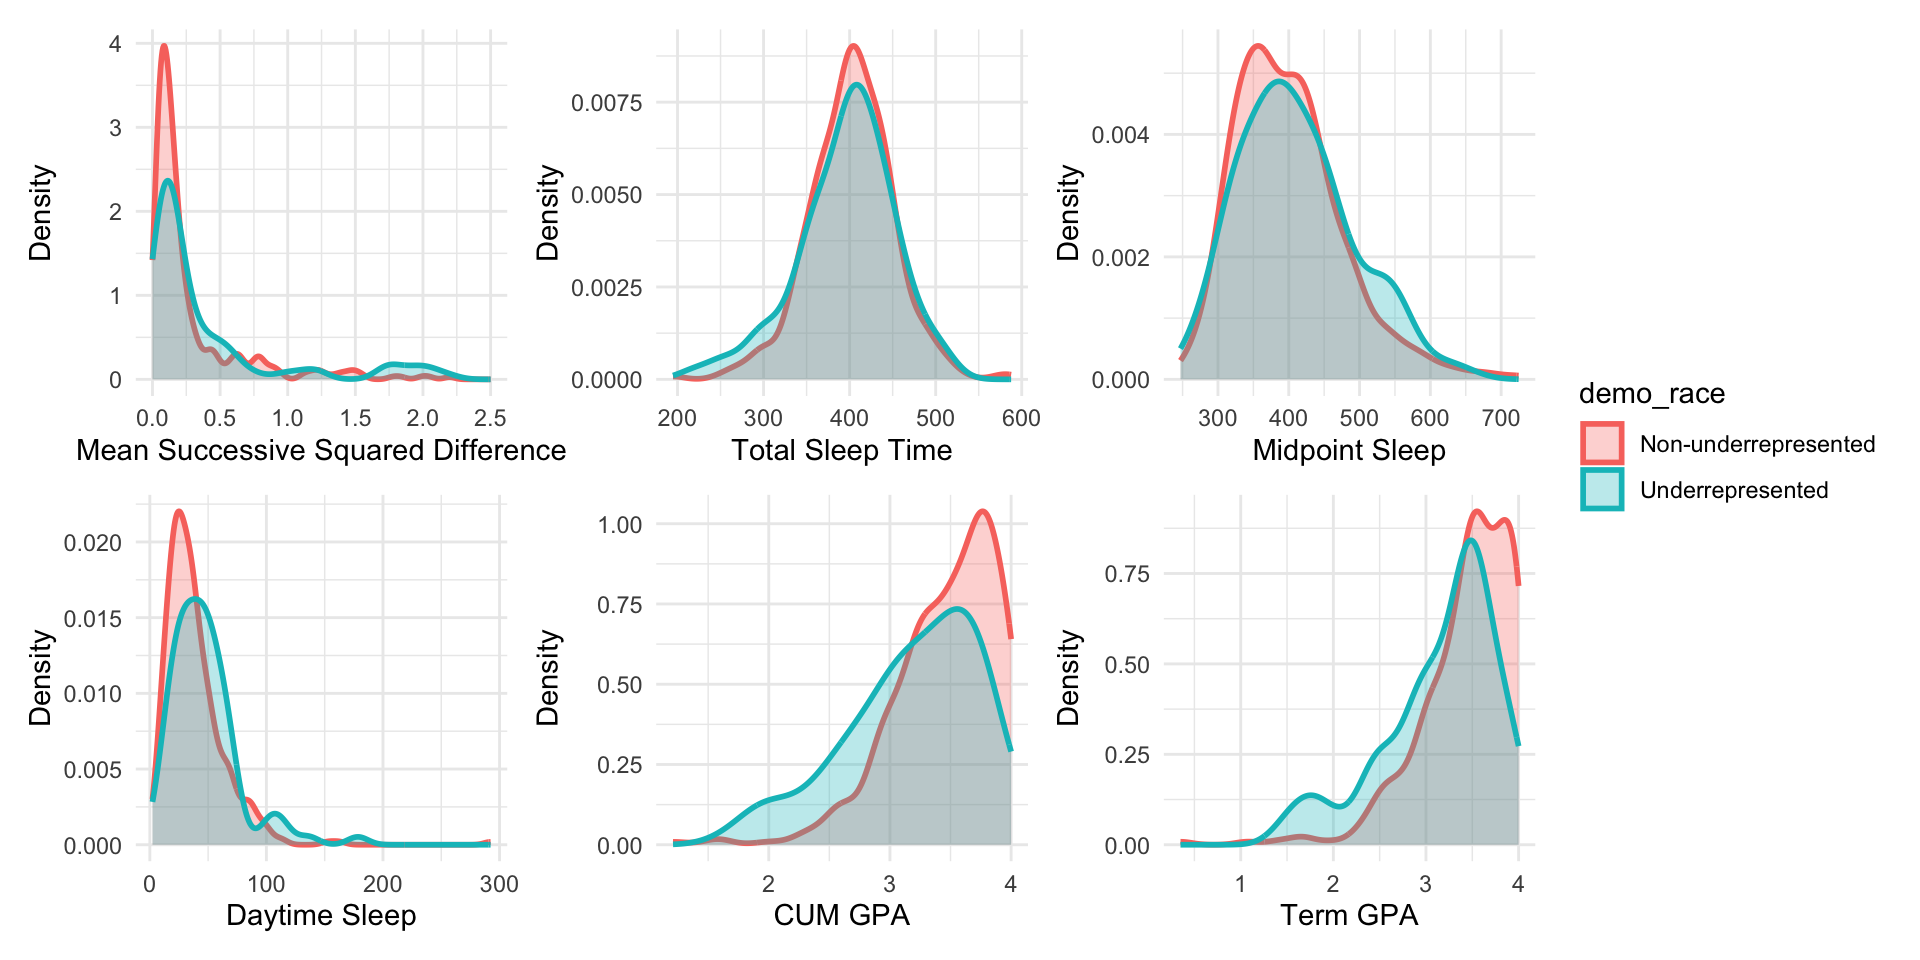 Density
4
3
2
1
0
0.0 0.5 1.0 1.5 2.0 2.5
Mean Successive Squared Difference
Density
0.0075
0.0050
0.0025
0.0000
200 300 400 500 600
Total Sleep Time
Density
0.004
0.002
0.000
300 400 500 600 700
Midpoint Sleep
demo_race
Non-underrepresented
Underrepresented
Density
0.020
0.015
0.010
0.005
0.000
0 100 200 300
Daytime Sleep
Density
1.00
0.75
0.50
0.25
0.00
2 3 4
CUM GPA
Density
0.75
0.50
0.25
0.00
1 2 3 4
Term GPA